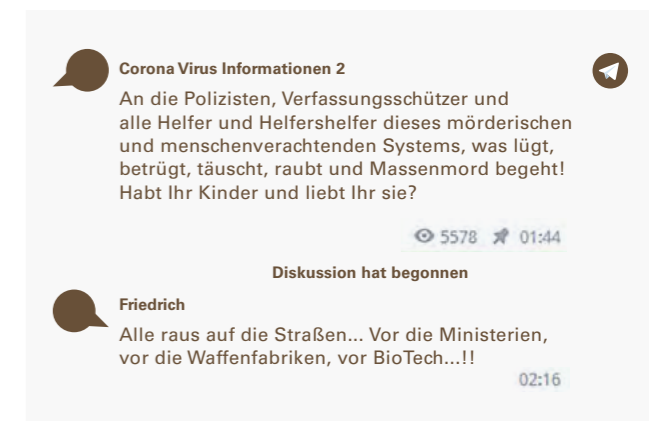 Corona Virus Informationen 2
An die Polizisten, Verfassungsschützer und
alle Helfer und Helfershelfer dieses mörderischen
und menschenverachtenden Systems, was lügt,
betrügt, täuscht, raubt und Massenmord begeht!
Habt Ihr Kinder und liebt Ihr sie?
5578 01:44
Diskussion hat begonnen
Friedrich
Alle raus auf die Straßen... Vor die Ministerien,
vor die Waffenfabriken, vor BioTech...!!
02:16